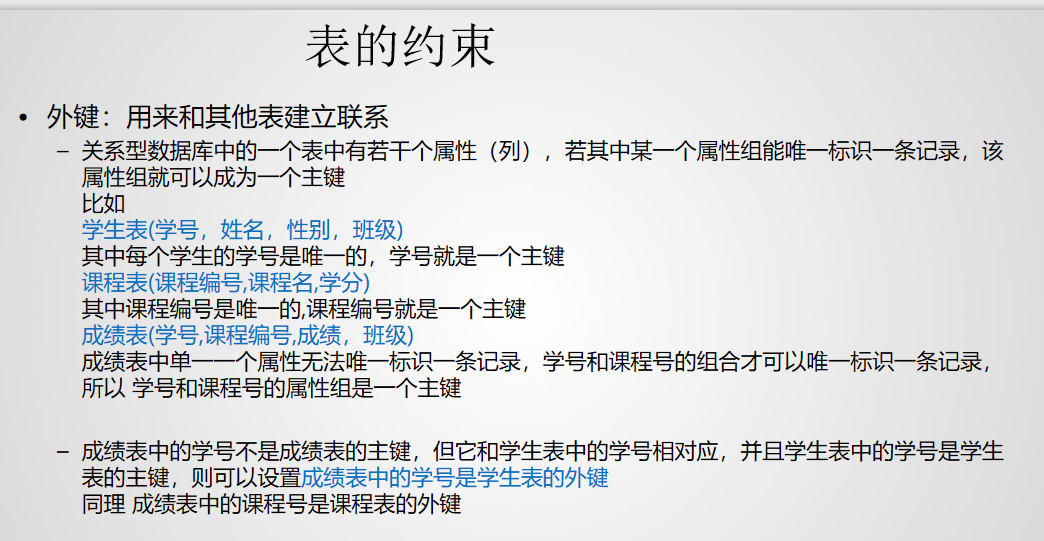 表的约束
• 外键：用来和其他表建立联系
– 关系型数据库中的一个表中有若干个属性（列），若其中某一个属性组能唯一标识一条记录，该
属性组就可以成为一个主键
比如
学生表(学号，姓名，性别，班级)
其中每个学生的学号是唯一的，学号就是一个主键
课程表(课程编号,课程名,学分)
其中课程编号是唯一的,课程编号就是一个主键
成绩表(学号,课程编号,成绩，班级)
成绩表中单一一个属性无法唯一标识一条记录，学号和课程号的组合才可以唯一标识一条记录，
所以 学号和课程号的属性组是一个主键
– 成绩表中的学号不是成绩表的主键，但它和学生表中的学号相对应，并且学生表中的学号是学生
表的主键，则可以设置成绩表中的学号是学生表的外键
同理 成绩表中的课程号是课程表的外键